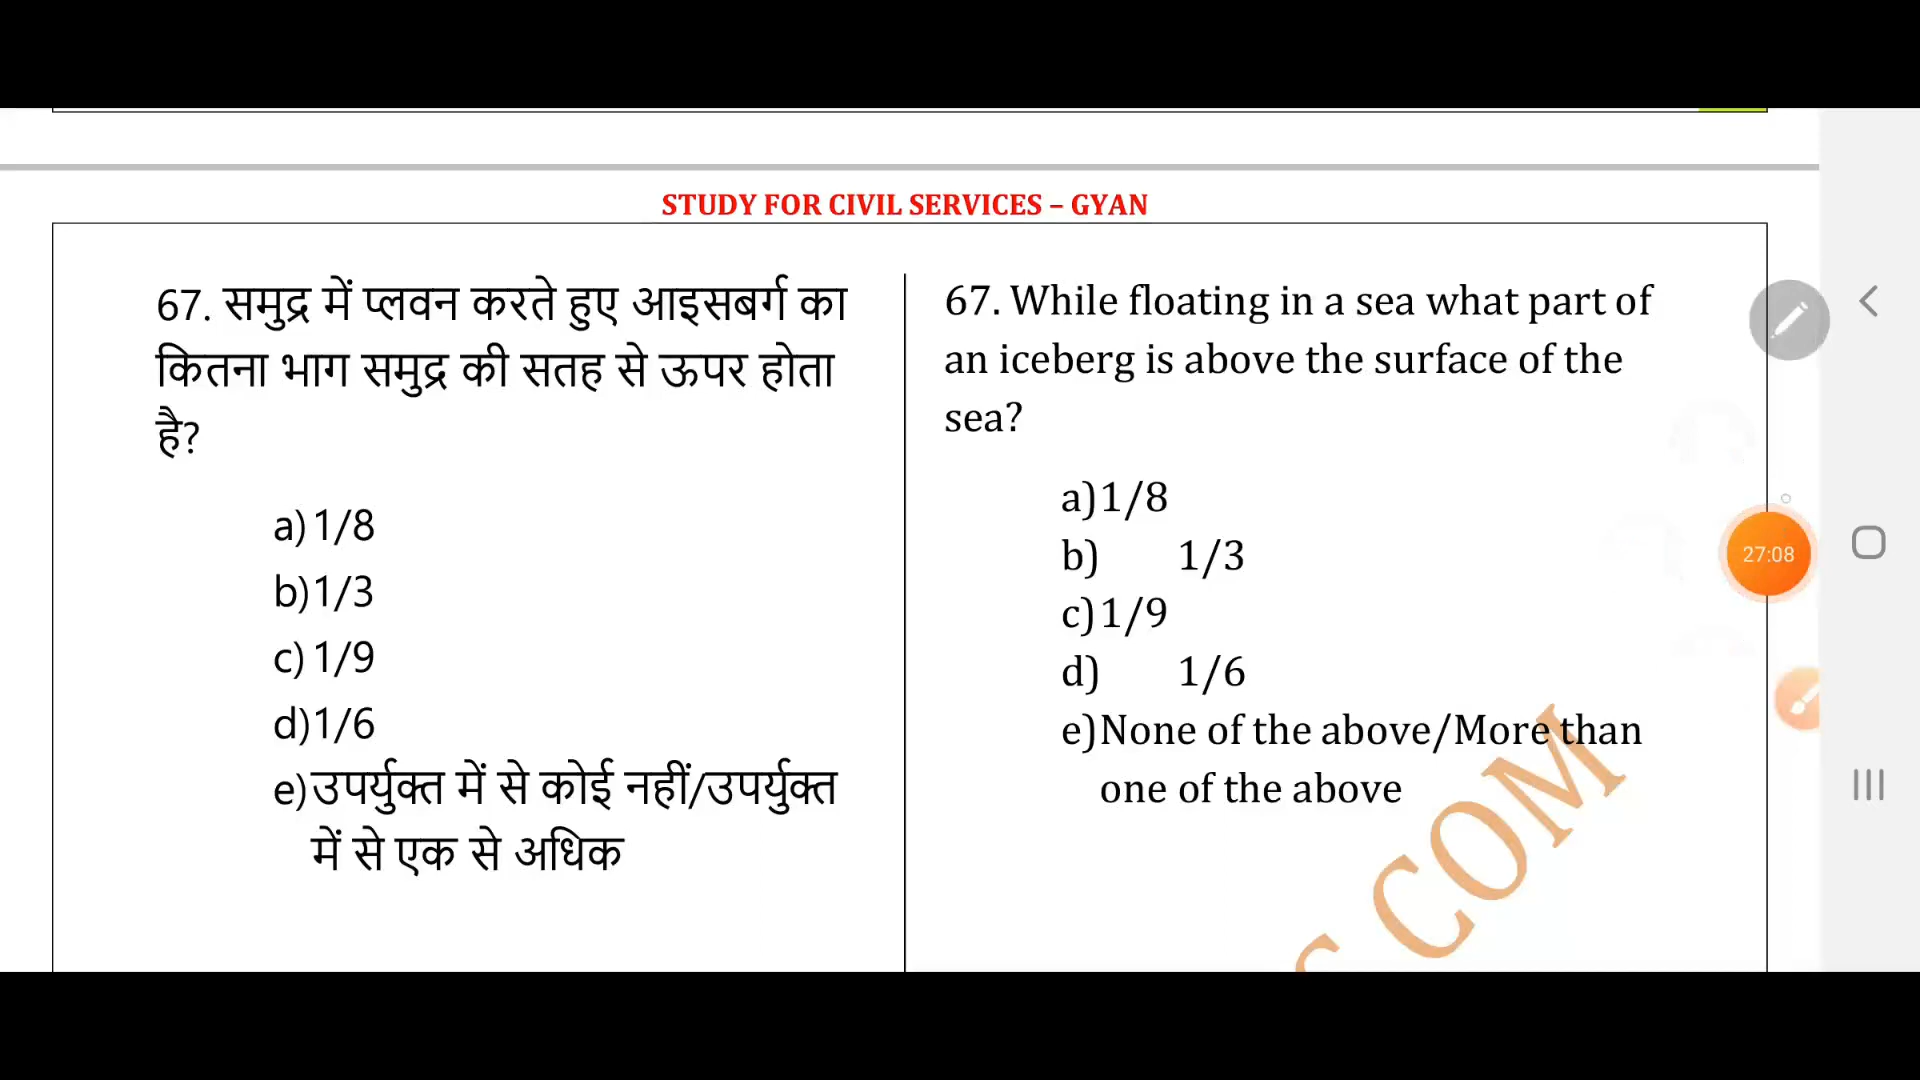 STUDY FOR CIVIL SERVICES – GYAN
67. समुद्र में प्लवन करते हुए आइसबर्ग का
कितना भाग समुद्र की सतह से ऊपर होता
है?
a) 1/8
b) 1/3
c) 1/9
d) 1/6
e) उपर्युक्त में से कोई नहीं/उपर्युक्त
में से एक से अधिक
67. While floating in a sea what part of
an iceberg is above the surface of the
sea?
a) 1/8
b) 1/3
c) 1/9
d) 1/6
e) None of the above/More than
one of the above
27:08
COM